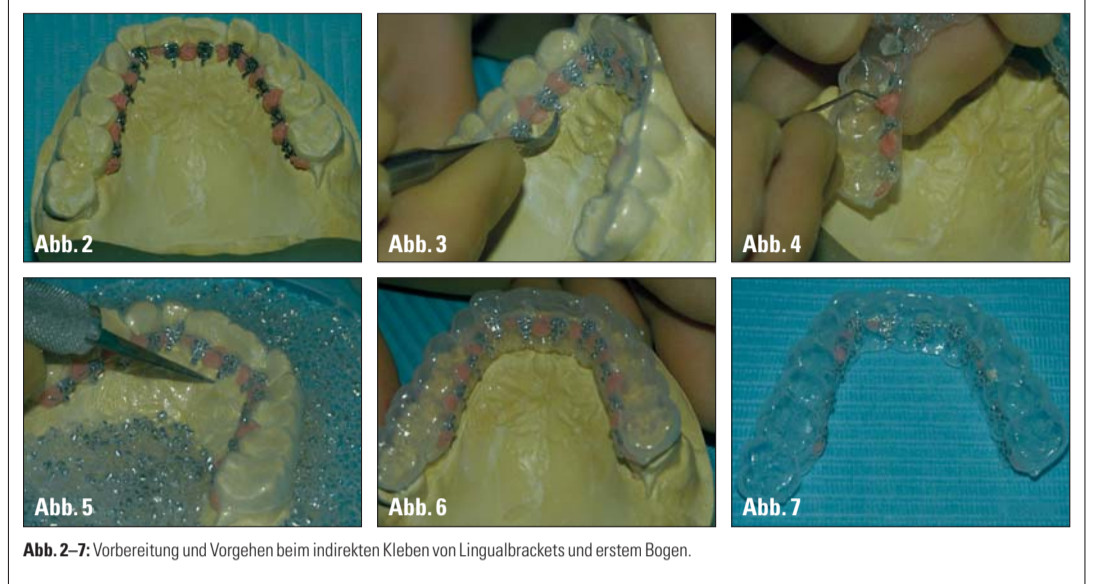 Abb. 2
Abb. 3
Abb. 4
Abb. 5
Abb. 6
Abb. 7
Abb. 2–7: Vorbereitung und Vorgehen beim indirekten Kleben von Lingualbrackets und erstem Bogen.